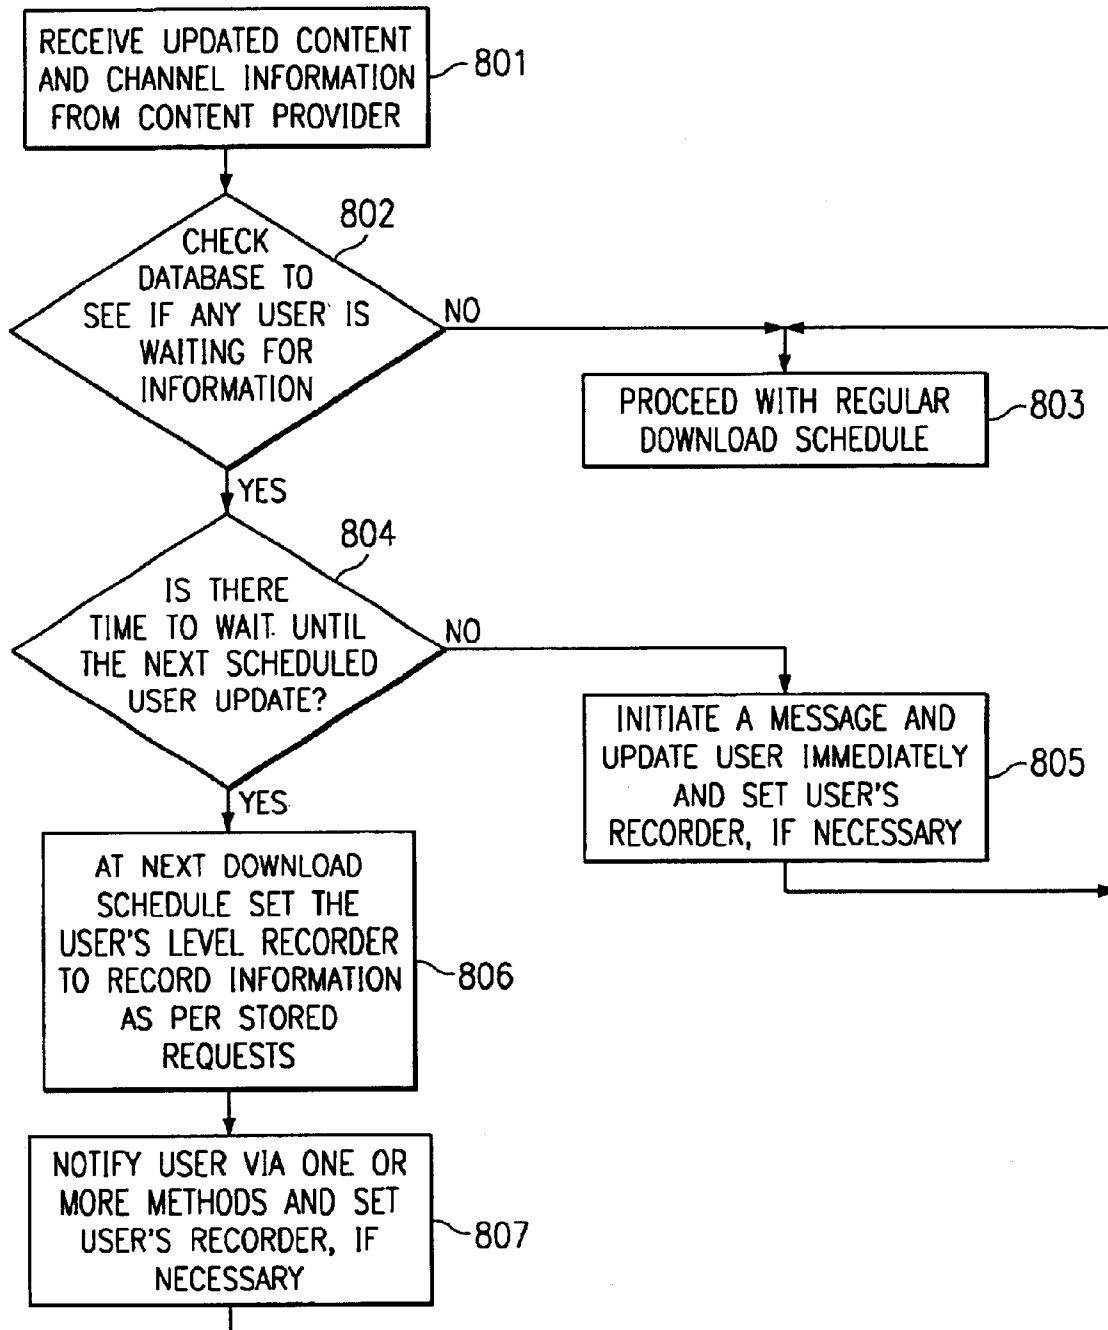 RECEIVE UPDATED CONTENT
AND CHANNEL INFORMATION
FROM CONTENT PROVIDER
801
802
CHECK
DATABASE TO
SEE IF ANY USER IS
WAITING FOR
INFORMATION
NO
PROCEED WITH REGULAR
DOWNLOAD SCHEDULE
803
YES
804
IS THERE
TIME TO WAIT UNTIL
THE NEXT SCHEDULED
USER UPDATE?
NO
INITIATE A MESSAGE AND
UPDATE USER IMMEDIATELY
AND SET USER'S
RECORDER, IF NECESSARY
805
YES
AT NEXT DOWNLOAD
SCHEDULE SET THE
USER'S LEVEL RECORDER
TO RECORD INFORMATION
AS PER STORED
REQUESTS
806
NOTIFY USER VIA ONE OR
MORE METHODS AND SET
USER'S RECORDER, IF
NECESSARY
807